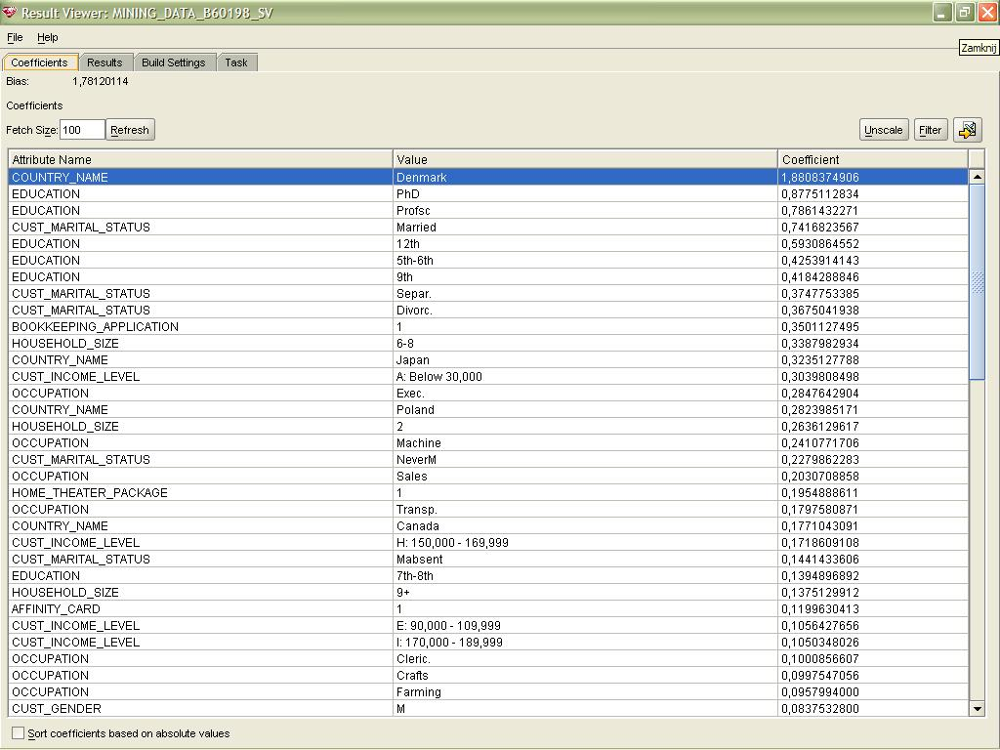 Result Viewer: MINING_DATA_B60198_SV
File Help
Zamknij
Coefficients Results Build Settings Task
Bias: 1,78120114
Coefficients
Fetch Size: 100 Refresh Unscale Filter
Attribute Name Value Coefficient
COUNTRY_NAME Denmark 1,8808374906
EDUCATION PhD 0,8775112834
EDUCATION Profsc 0,7861432271
CUST_MARITAL_STATUS Married 0,7416823567
EDUCATION 12th 0,5930864552
EDUCATION 5th-6th 0,4253914143
EDUCATION 9th 0,4184288846
CUST_MARITAL_STATUS Separ. 0,3747753385
CUST_MARITAL_STATUS Divorc. 0,3675041938
BOOKKEEPING_APPLICATION 1 0,3501127495
HOUSEHOLD_SIZE 6-8 0,3387982934
COUNTRY_NAME Japan 0,3235127788
CUST_INCOME_LEVEL A: Below 30,000 0,3039808498
OCCUPATION Exec. 0,2847642904
COUNTRY_NAME Poland 0,2823985171
HOUSEHOLD_SIZE 2 0,2636129617
OCCUPATION Machine 0,2410771706
CUST_MARITAL_STATUS NeverM 0,2279862283
OCCUPATION Sales 0,2030708858
HOME_THEATER_PACKAGE 1 0,1954888611
OCCUPATION Transp. 0,1797580871
COUNTRY_NAME Canada 0,1771043091
CUST_INCOME_LEVEL H: 150,000 - 169,999 0,1718609108
CUST_MARITAL_STATUS Mabsent 0,1441433606
EDUCATION 7th-8th 0,1394896892
HOUSEHOLD_SIZE 9+ 0,1375129912
AFFINITY_CARD 1 0,1199630413
CUST_INCOME_LEVEL E: 90,000 - 109,999 0,1056427656
CUST_INCOME_LEVEL I: 170,000 - 189,999 0,1050348026
OCCUPATION Cleric. 0,1000856607
OCCUPATION Crafts 0,0997547056
OCCUPATION Farming 0,0957994000
CUST_GENDER M 0,0837532800
Sort coefficients based on absolute values